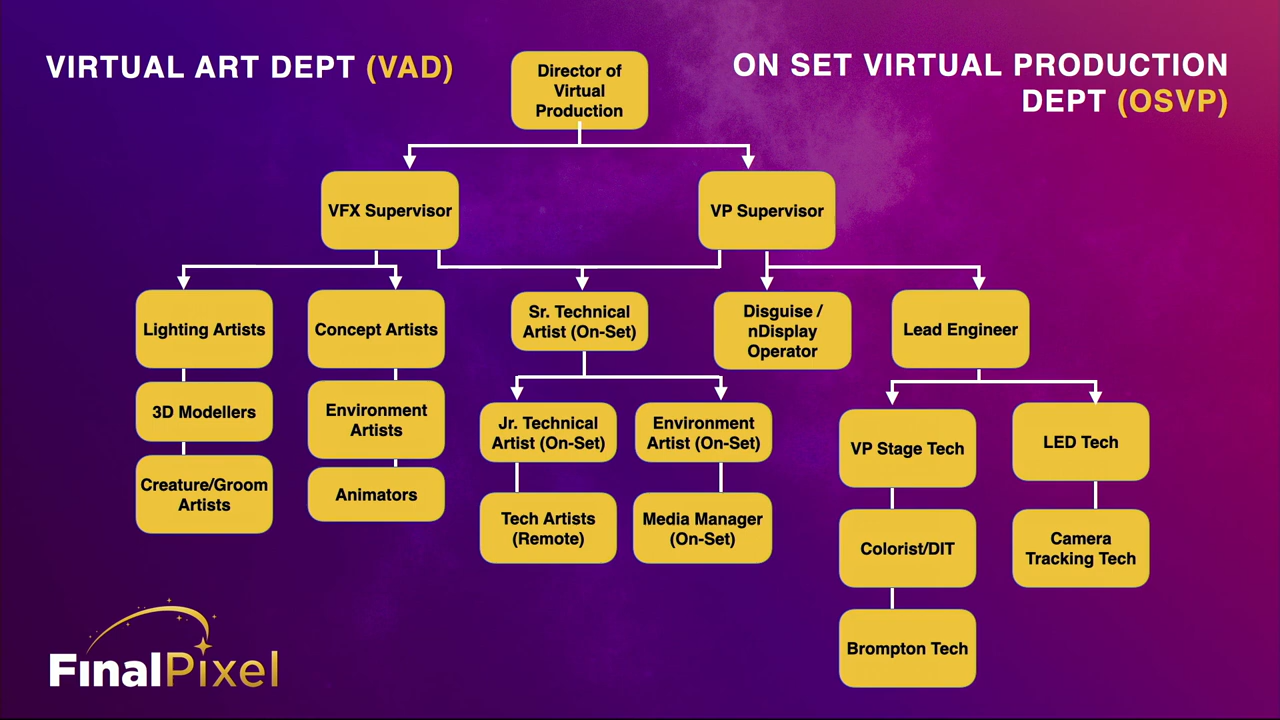 VIRTUAL ART DEPT (VAD)
ON SET VIRTUAL PRODUCTION
DEPT (OSVP)
Director of
Virtual
Production
VFX Supervisor
VP Supervisor
Lighting Artists
Concept Artists
Sr. Technical
Artist (On-Set)
Disguise /
nDisplay
Operator
Lead Engineer
3D Modellers
Environment
Artists
Jr. Technical
Artist (On-Set)
Environment
Artist (On-Set)
VP Stage Tech
LED Tech
Creature/Groom
Artists
Animators
Tech Artists
(Remote)
Media Manager
(On-Set)
Colorist/DIT
Camera
Tracking Tech
Brompton Tech
FinalPixel